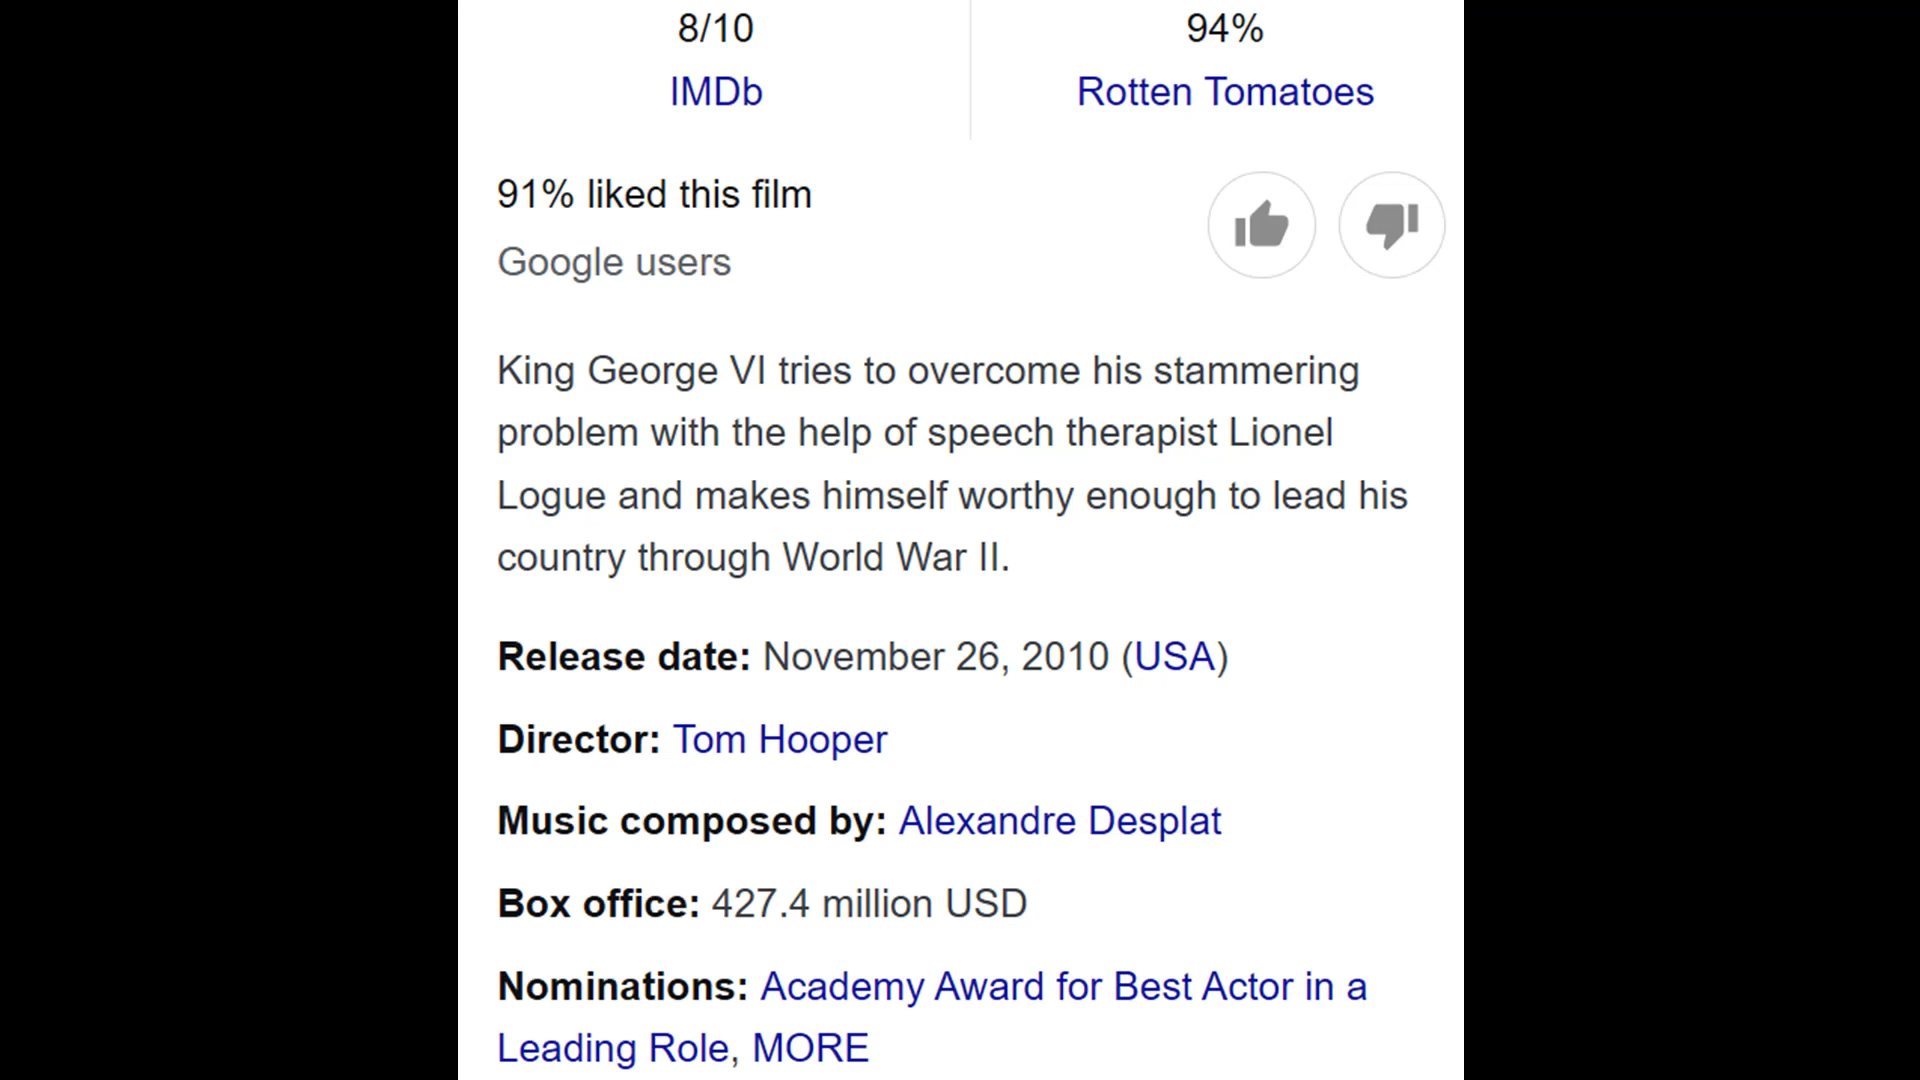 8/10
94%
IMDb
Rotten Tomatoes
91% liked this film
Google users
King George VI tries to overcome his stammering
problem with the help of speech therapist Lionel
Logue and makes himself worthy enough to lead his
country through World War II.
Release date: November 26, 2010 (USA)
Director: Tom Hooper
Music composed by: Alexandre Desplat
Box office: 427.4 million USD
Nominations: Academy Award for Best Actor in a
Leading Role, MORE